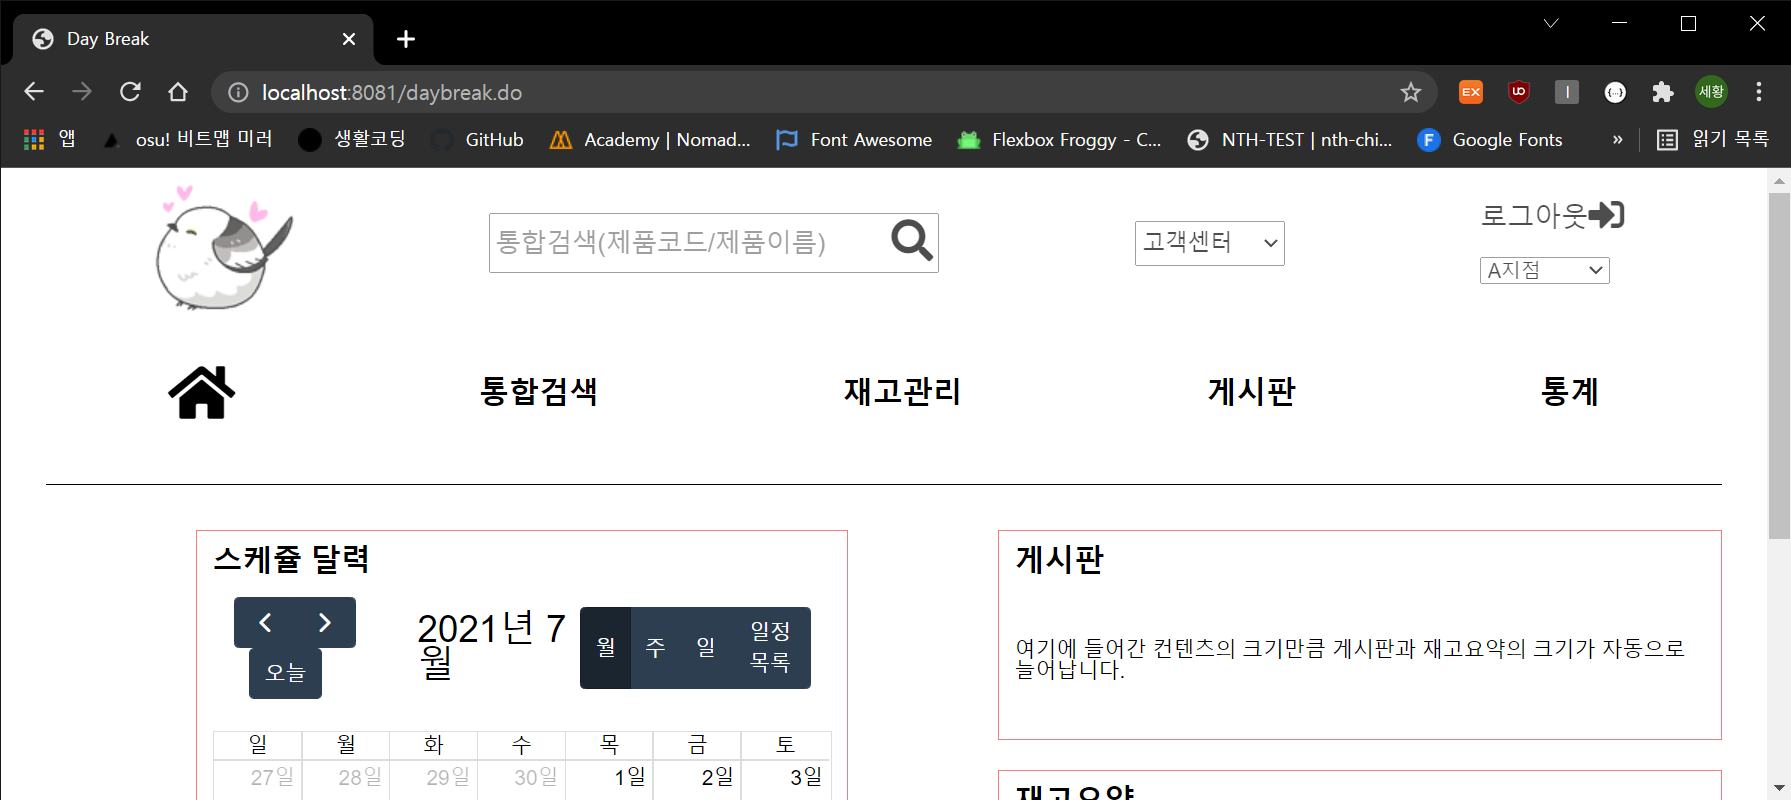 Day Break
localhost:8081/daybreak.do
EX
UD
I
{...}
세황
앱
osu! 비트맵 미러
생활코딩
GitHub
Academy | Nomad...
Font Awesome
Flexbox Froggy - C...
NTH-TEST | nth-chi...
F
Google Fonts
»
읽기 목록
통합검색(제품코드/제품이름)
고객센터
로그아웃
A지점
통합검색
재고관리
게시판
통계
스케쥴 달력
2021년 7
월
오늘
월
주
일
일정
목록
일 월 화 수 목 금 토
27일 28일 29일 30일 1일 2일 3일
게시판
여기에 들어간 컨텐츠의 크기만큼 게시판과 재고요약의 크기가 자동으로
늘어납니다.
재고요약